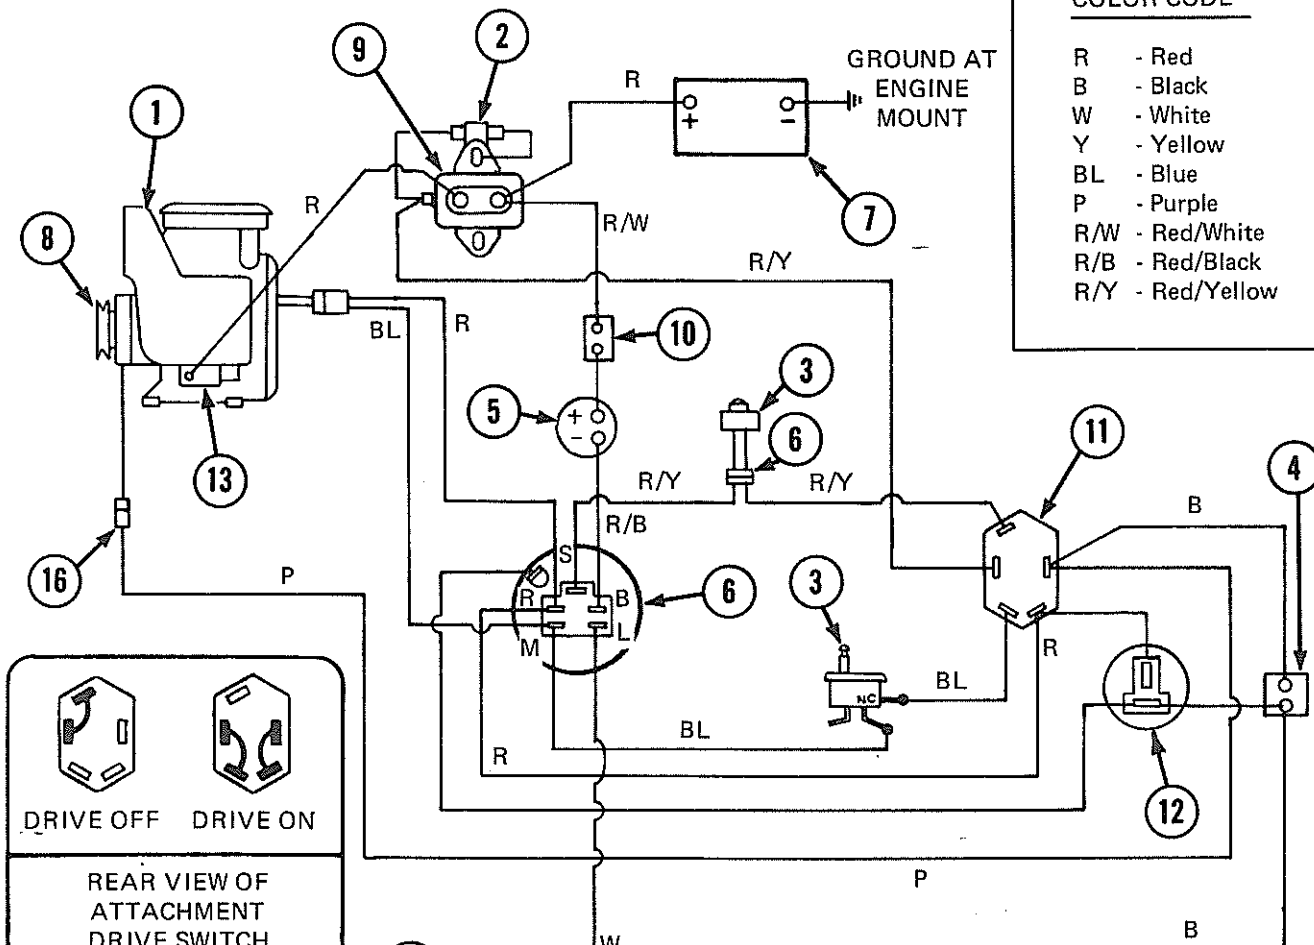 COLOR CODE
R - Red
B - Black
W - White
Y - Yellow
BL - Blue
P - Purple
R/W - Red/White
R/B - Red/Black
R/Y - Red/Yellow
9
2
1
8
R
GROUND AT
ENGINE
MOUNT
+
-
7
R
R/W
R/Y
BL
R
10
3
5
+
-
6
11
4
13
R/Y
R/Y
B
R/B
16
P
S
R
B
M
L
6
3
NC
BL
R
BL
R
12
DRIVE OFF
DRIVE ON
P
REAR VIEW OF
ATTACHMENT
DRIVE SWITCH
W
B